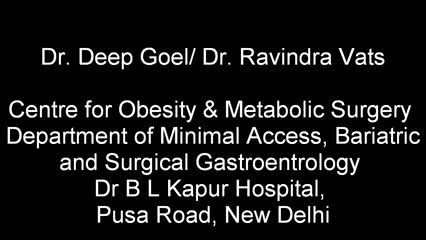 Dr. Deep Goel/ Dr. Ravindra Vats
Centre for Obesity & Metabolic Surgery
Department of Minimal Access, Bariatric
and Surgical Gastroentrology
Dr B L Kapur Hospital,
Pusa Road, New Delhi